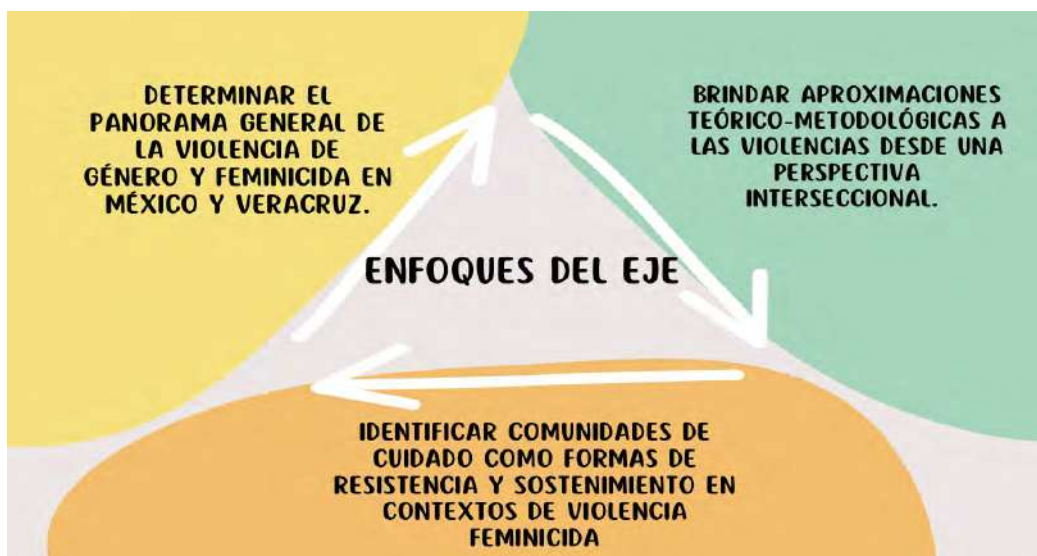 DETERMINAR EL
PANORAMA GENERAL DE
LA VIOLENCIA DE
GÉNERO Y FEMINICIDA EN
MÉXICO Y VERACRUZ.
BRINDAR APROXIMACIONES
TEÓRICO-METODOLÓGICAS A
LAS VIOLENCIAS DESDE UNA
PERSPECTIVA
INTERSECCIONAL.
ENFOQUES DEL EJE
IDENTIFICAR COMUNIDADES DE
CUIDADO COMO FORMAS DE
RESISTENCIA Y SOSTENIMIENTO EN
CONTEXTOS DE VIOLENCIA
FEMINICIDA